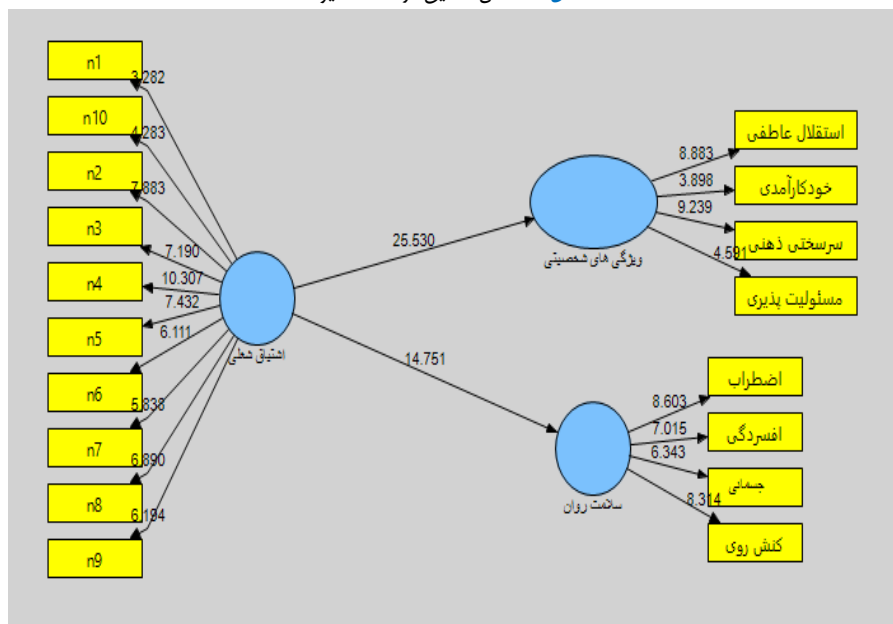 n1
n10
n2
n3
n4
n5
n6
n7
n8
n9
3.282
4.283
7.883
7.190
10.307
7.432
6.111
5.838
6.890
6.194
اشتیاق شغلی
25.530
14.751
ویژگی های شخصیتی
8.883
3.898
9.239
4.591
استقلال عاطفی
خودکارآمدی
سرسختی ذهنی
مسئولیت پذیری
سلامت روان
8.603
7.015
6.343
8.314
اضطراب
افسردگی
جسمانی
کنش روی